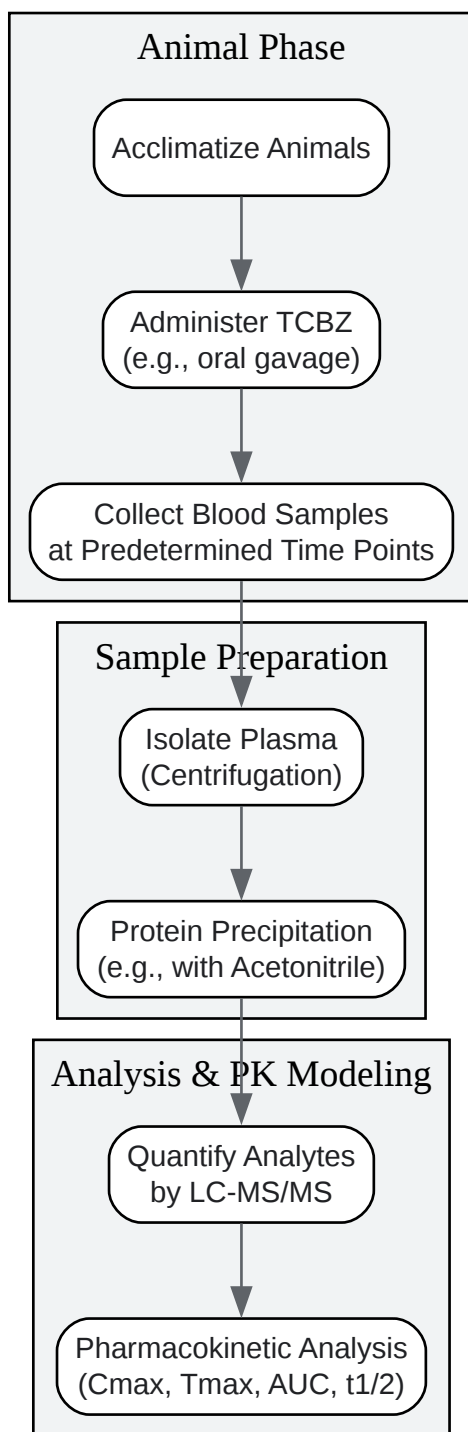 Animal Phase
Acclimatize Animals
Administer TCBZ
(e.g., oral gavage)
Collect Blood Samples
at Predetermined Time Points
Sample Preparation
Isolate Plasma
(Centrifugation)
Protein Precipitation
(e.g., with Acetonitrile)
Analysis & PK Modeling
Quantify Analytes
by LC-MS/MS
Pharmacokinetic Analysis
(Cmax, Tmax, AUC, t1/2)